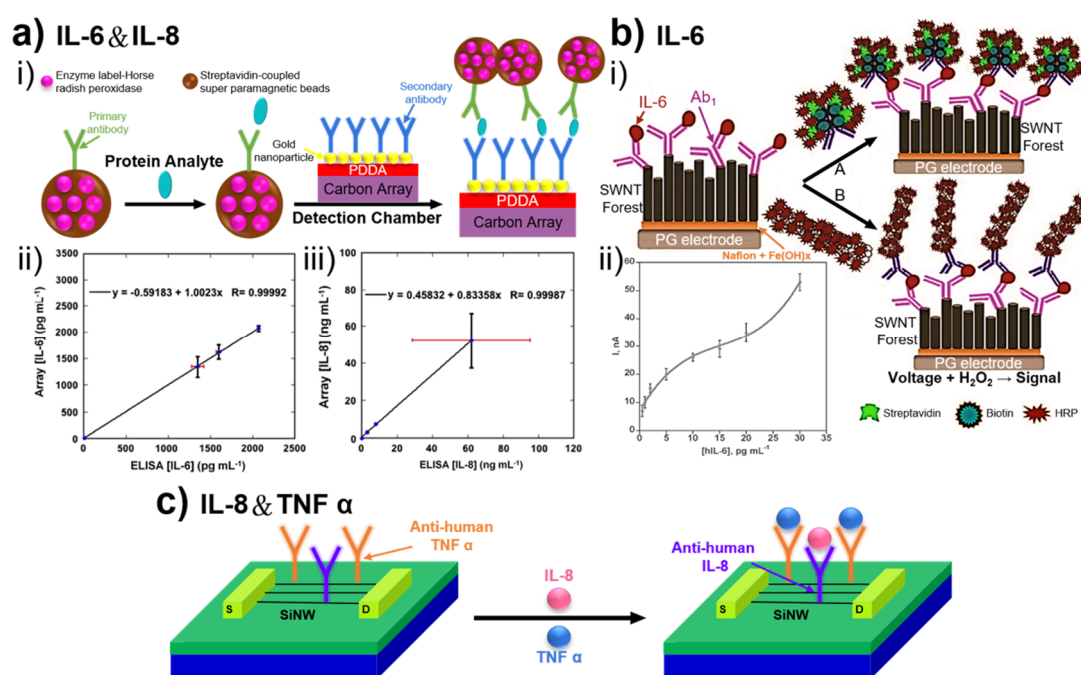 a) IL-6 & IL-8
i)
Enzyme label-Horse
radish peroxidase
Streptavidin-coupled
super paramagnetic beads
Primary
antibody
Protein Analyte
Secondary
antibody
Gold
nanoparticle
PDDA
Carbon Array
Detection Chamber
PDDA
Carbon Array
ii)
3500
3000
2500
2000
1500
1000
500
0
y = -0.59183 + 1.0023x R= 0.99992
Array [IL-6] (pg mL-1)
0 500 1000 1500 2000 2500
ELISA [IL-6] (pg mL-1)
iii)
100
80
60
40
20
0
y = 0.45832 + 0.83358x R= 0.99987
Array [IL-8] (ng mL-1)
0 20 40 60 80 100 120
ELISA [IL-8] (ng mL-1)
b) IL-6
i)
IL-6
Ab1
SWNT
Forest
PG electrode
Nafion + Fe(OH)x
A
B
SWNT
Forest
PG electrode
SWNT
Forest
PG electrode
Voltage + H2O2 → Signal
Streptavidin
Biotin
HRP
ii)
60
50
40
30
20
10
0
I, nA
0 5 10 15 20 25 30 35
[hIL-6], pg mL-1
c) IL-8 & TNF α
Anti-human
TNF α
S
SiNW
D
IL-8
TNF α
Anti-human
IL-8
S
SiNW
D